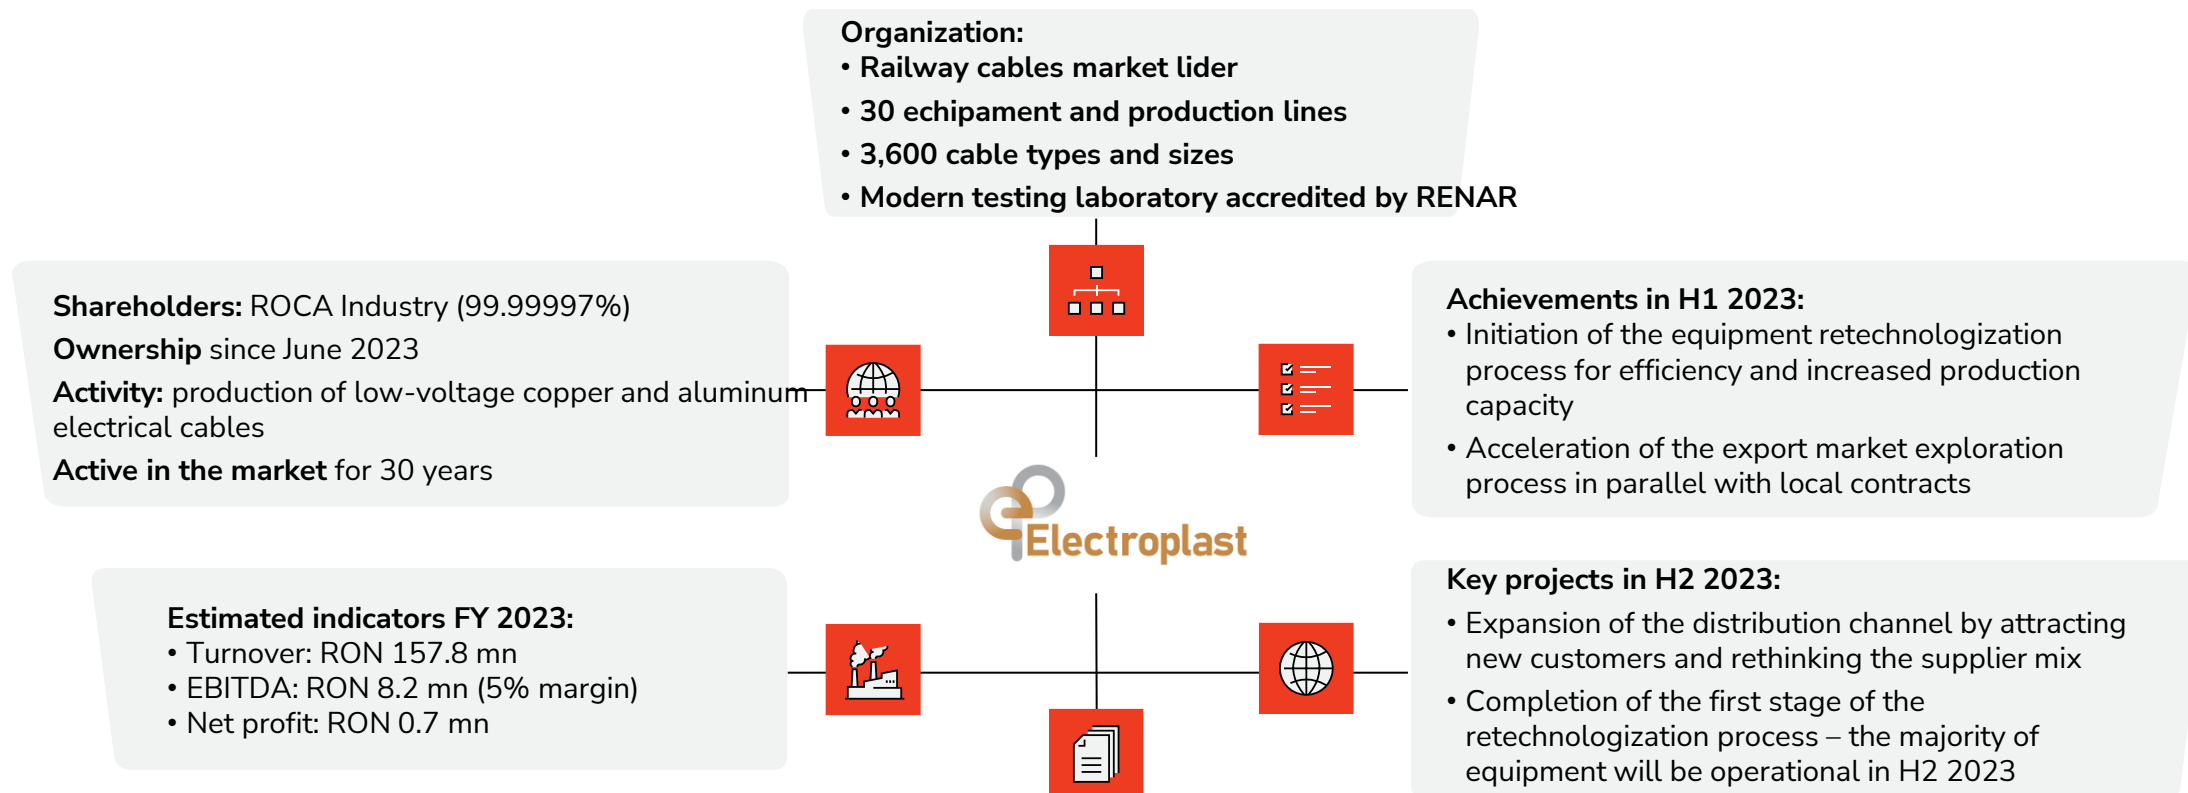 Organization:
• Railway cables market lider
• 30 echipament and production lines
• 3,600 cable types and sizes
• Modern testing laboratory accredited by RENAR
Shareholders: ROCA Industry (99.99997%)
Ownership since June 2023
Activity: production of low-voltage copper and aluminum
electrical cables
Active in the market for 30 years
Achievements in H1 2023:
• Initiation of the equipment retechnologization
process for efficiency and increased production
capacity
• Acceleration of the export market exploration
process in parallel with local contracts
ep
Electroplast
Estimated indicators FY 2023:
• Turnover: RON 157.8 mn
• EBITDA: RON 8.2 mn (5% margin)
• Net profit: RON 0.7 mn
Key projects in H2 2023:
• Expansion of the distribution channel by attracting
new customers and rethinking the supplier mix
• Completion of the first stage of the
retechnologization process – the majority of
equipment will be operational in H2 2023